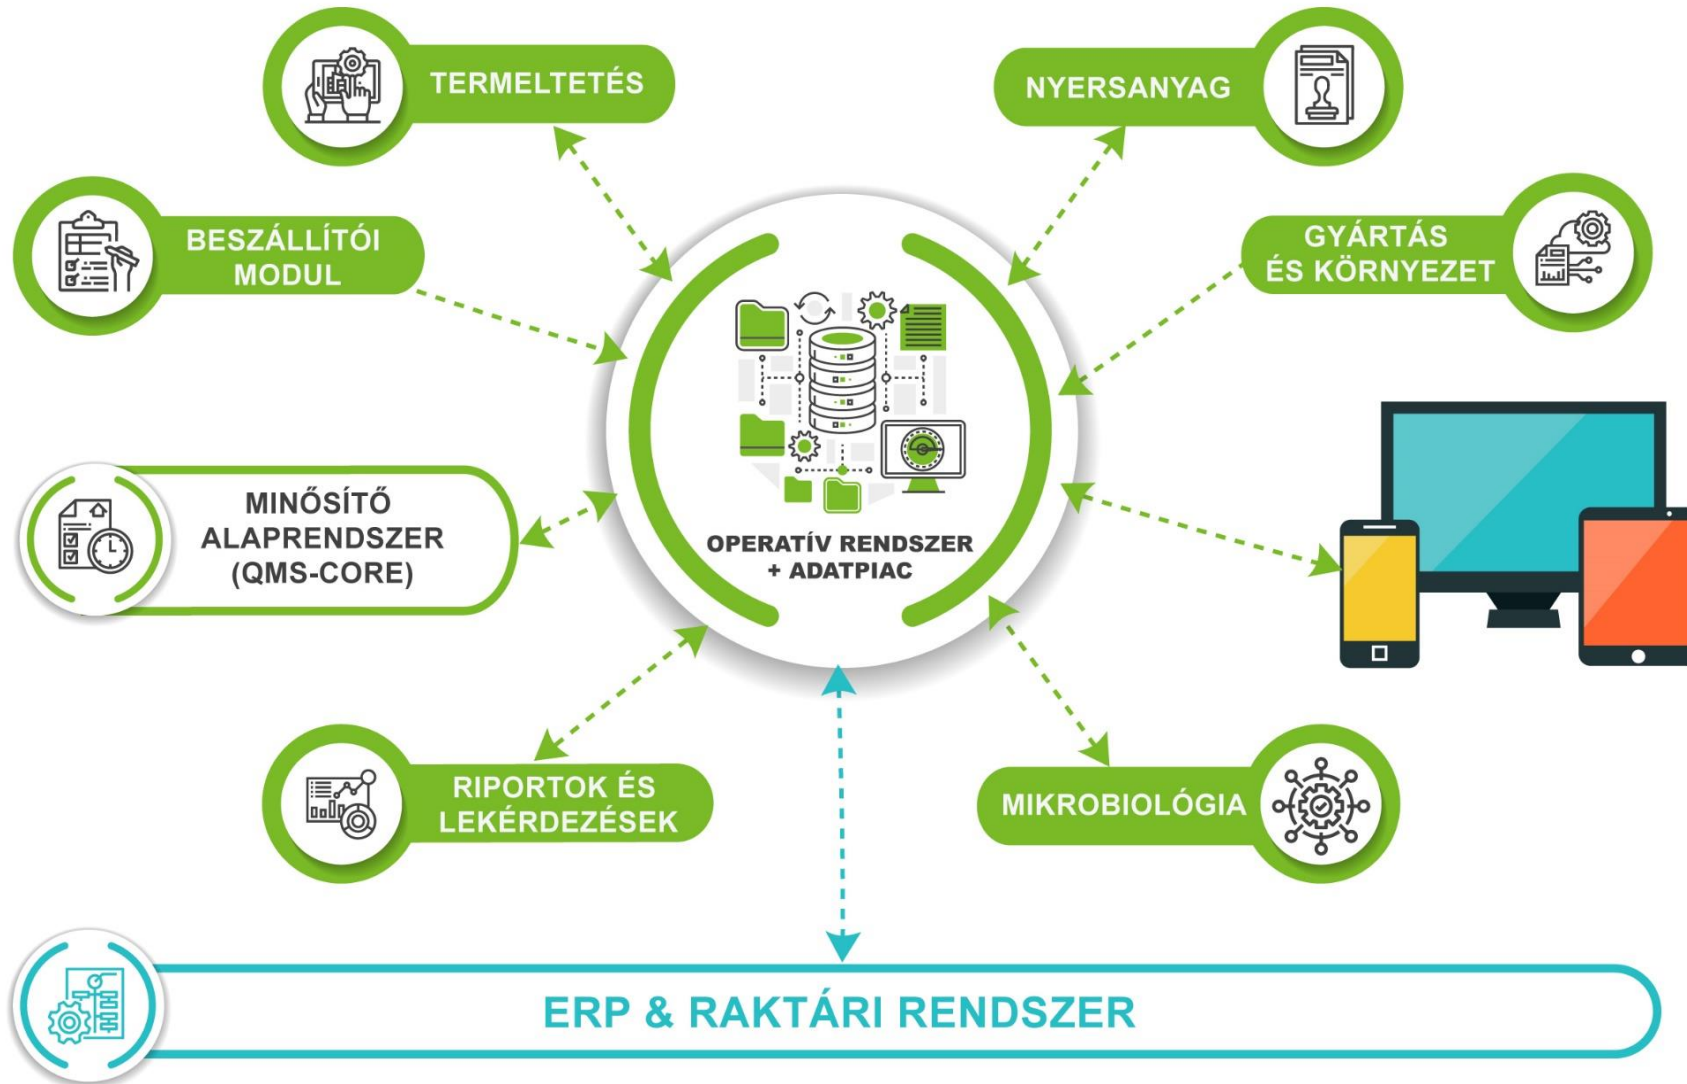 TERMELTETÉS
NYERSANYAG
BESZÁLLÍTÓI
MODUL
GYÁRTÁS
ÉS KÖRNYEZET
MINŐSÍTŐ
ALAPRENDSZER
(QMS-CORE)
OPERATÍV RENDSZER
+ ADATPIAC
RIPORTOK ÉS
LEKÉRDEZÉSEK
MIKROBIOLÓGIA
ERP & RAKTÁRI RENDSZER